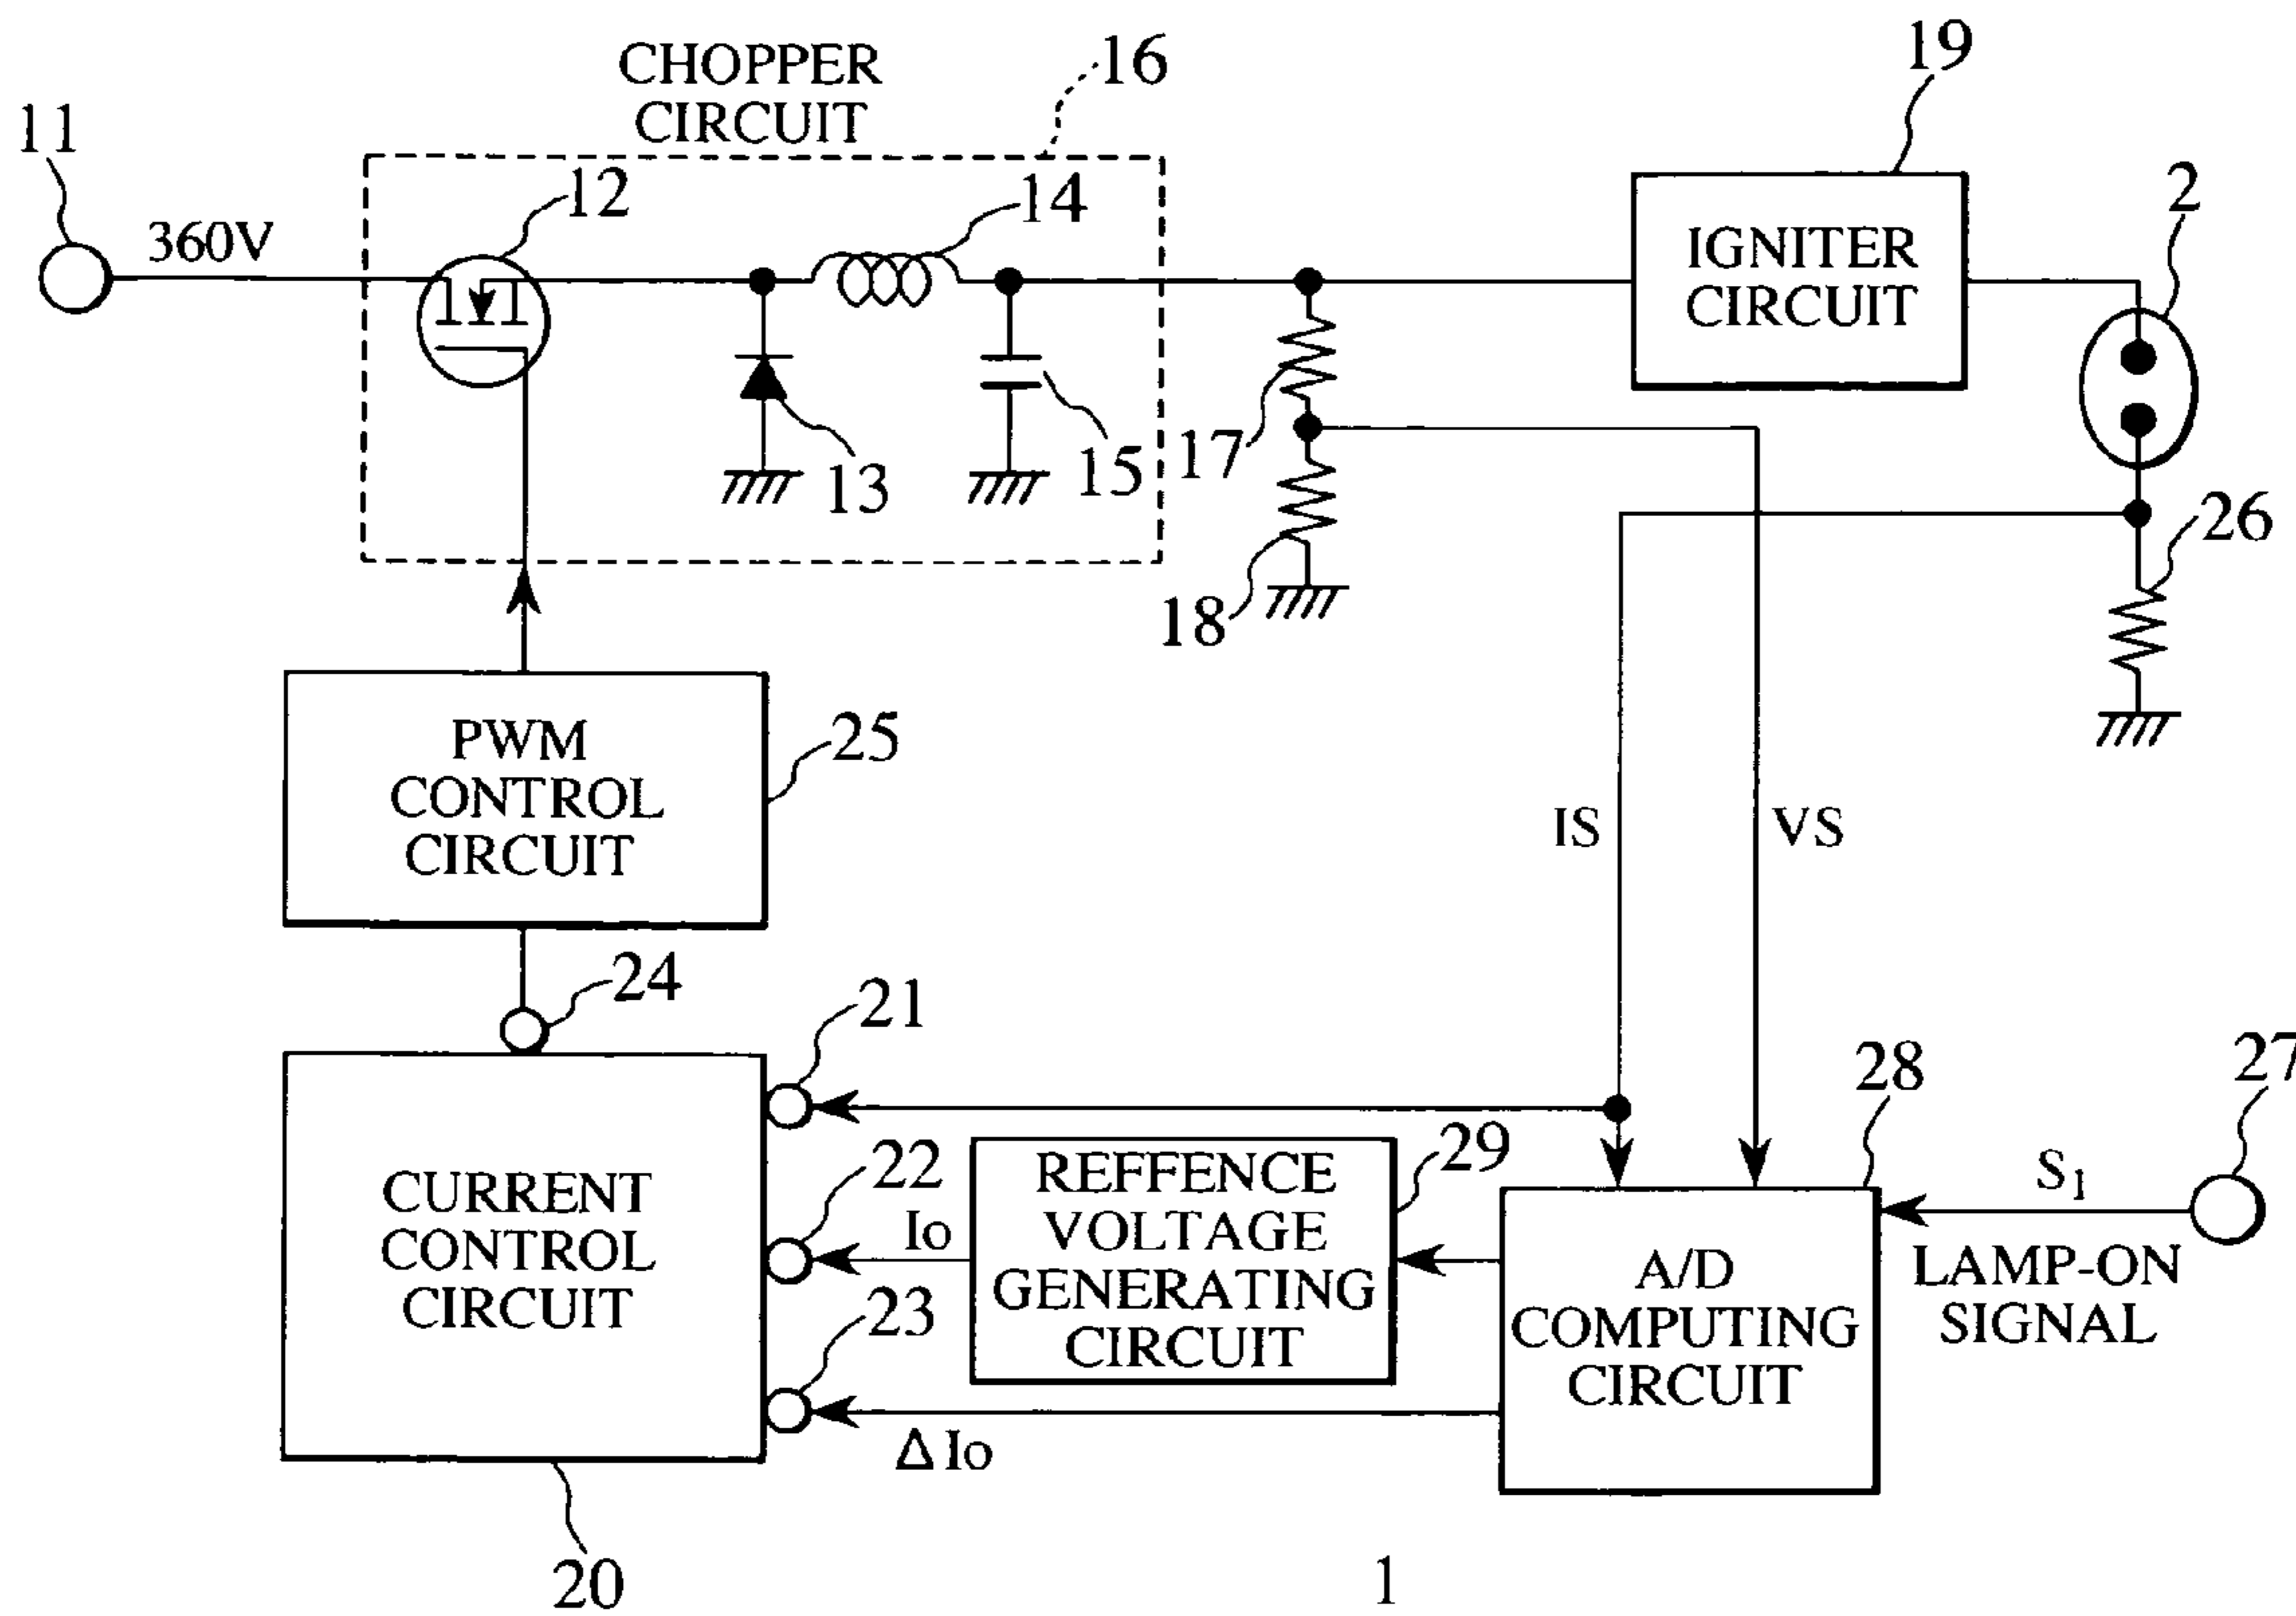 CHOPPER
CIRCUIT
16
19
11
360V
12
14
2
IGNITER
CIRCUIT
13
15
17
18
26
PWM
CONTROL
CIRCUIT
25
IS
VS
24
21
28
27
22
29
CURRENT
CONTROL
CIRCUIT
Io
REFFENCE
VOLTAGE
GENERATING
CIRCUIT
S1
LAMP-ON
SIGNAL
A/D
COMPUTING
CIRCUIT
23
ΔIo
20
1